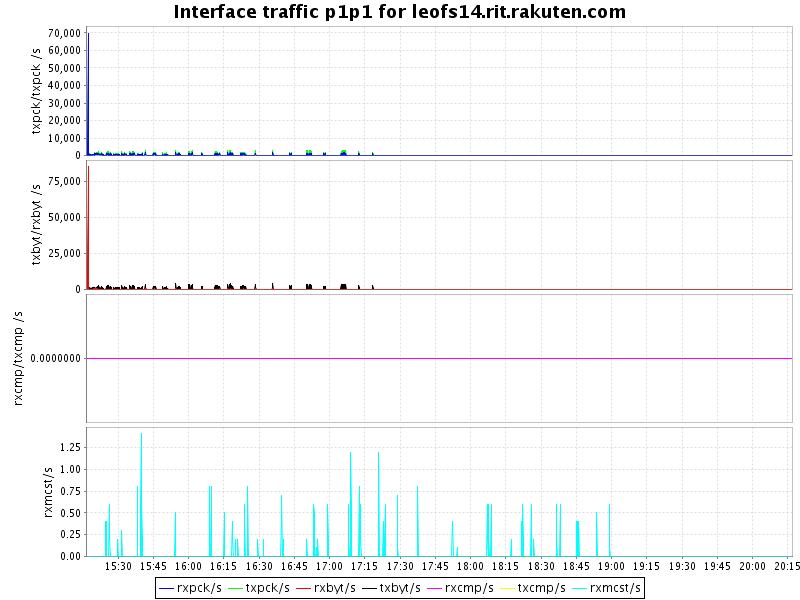 Interface traffic p1p1 for leofs14.rit.rakuten.com
txpck/txpck /s
70,000
60,000
50,000
40,000
30,000
20,000
10,000
0
txbyt/rxbyt /s
75,000
50,000
25,000
0
rxcmp/txcmp /s
0.0000000
rxmcst/s
1.25
1.00
0.75
0.50
0.25
0.00
15:30 15:45 16:00 16:15 16:30 16:45 17:00 17:15 17:30 17:45 18:00 18:15 18:30 18:45 19:00 19:15 19:30 19:45 20:00 20:15
rxpck/s txpck/s rxbyt/s txbyt/s rxcmp/s txcmp/s rxmcst/s